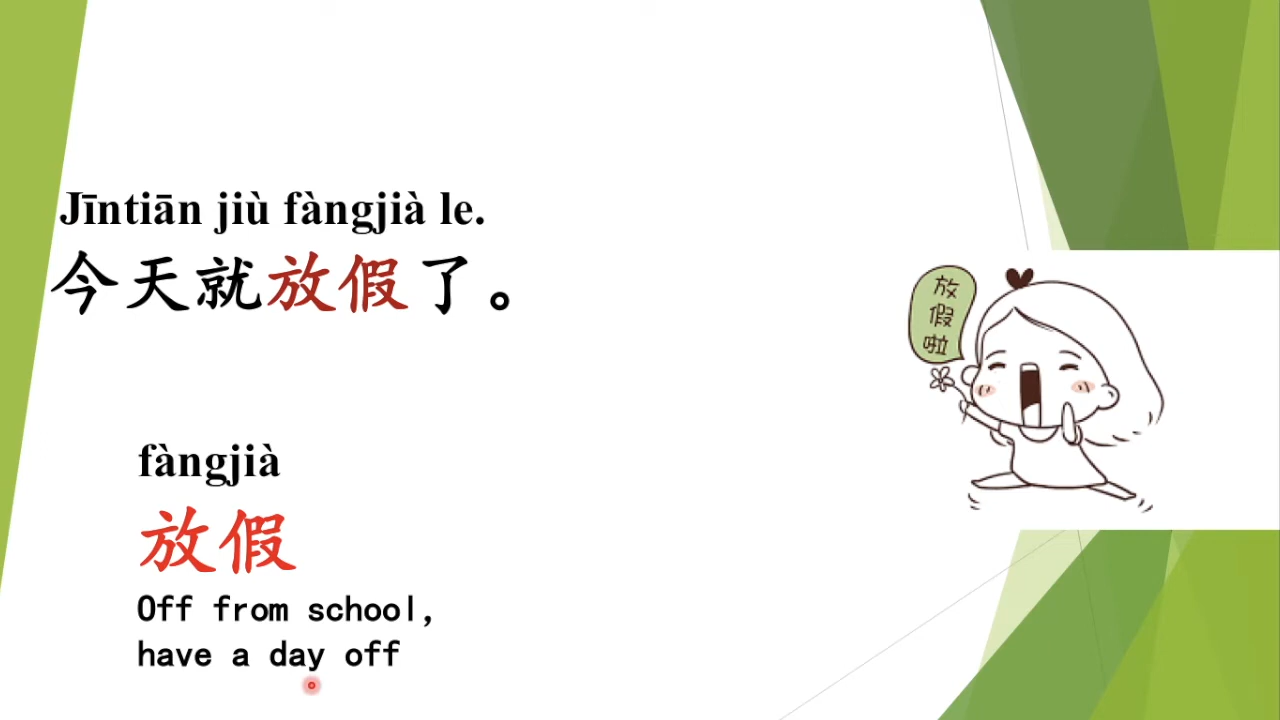 Jīntiān jiù fàngjià le.
今天就放假了。
放
假
啦
fàngjià
放假
Off from school,
have a day off